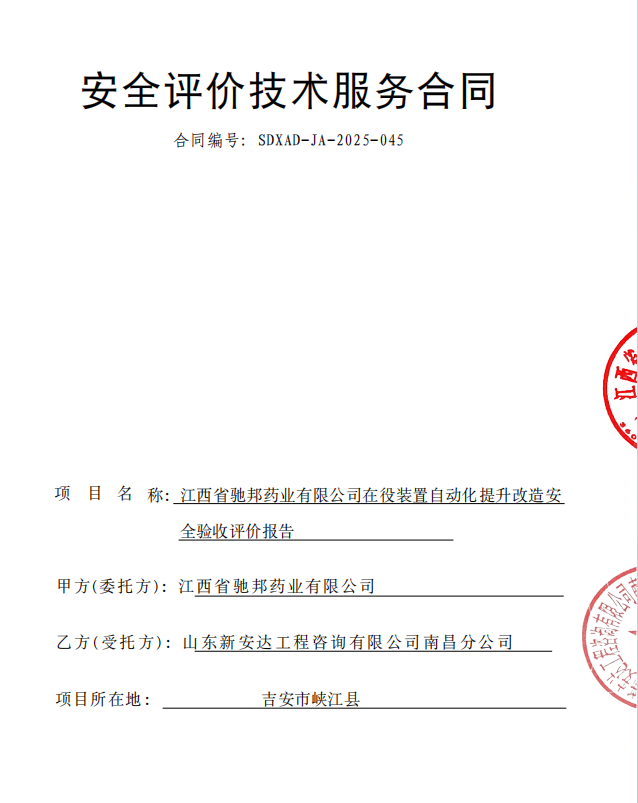 安全评价技术服务合同
合同编号: SDXAD-JA-2025-045
项目名称: 江西省驰邦药业有限公司在役装置自动化提升改造安
全验收评价报告
甲方(委托方): 江西省驰邦药业有限公司
乙方(受托方): 山东新安达工程咨询有限公司南昌分公司
项目所在地: 吉安市峡江县
江西省